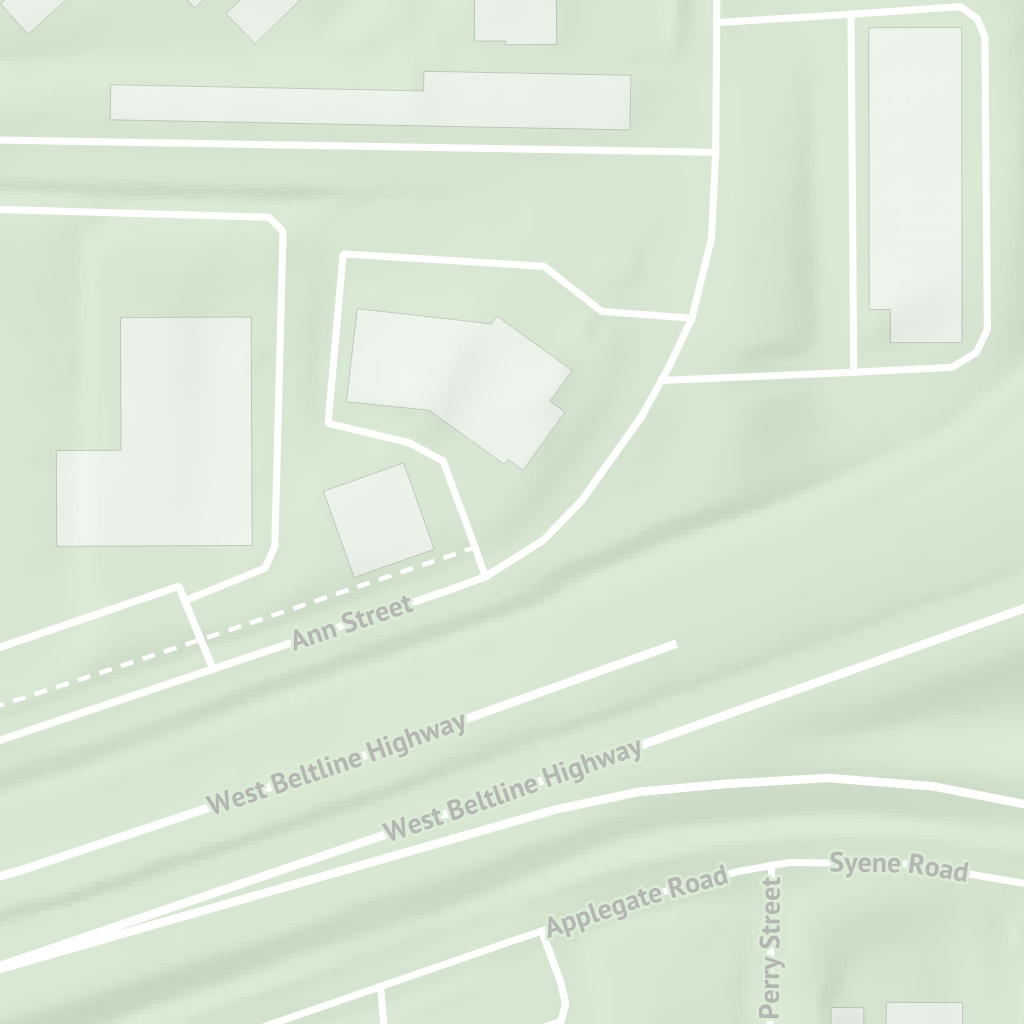 Ann Street
West Beltline Highway
West Beltline Highway
Syene Road
Applegate Road
Perry Street